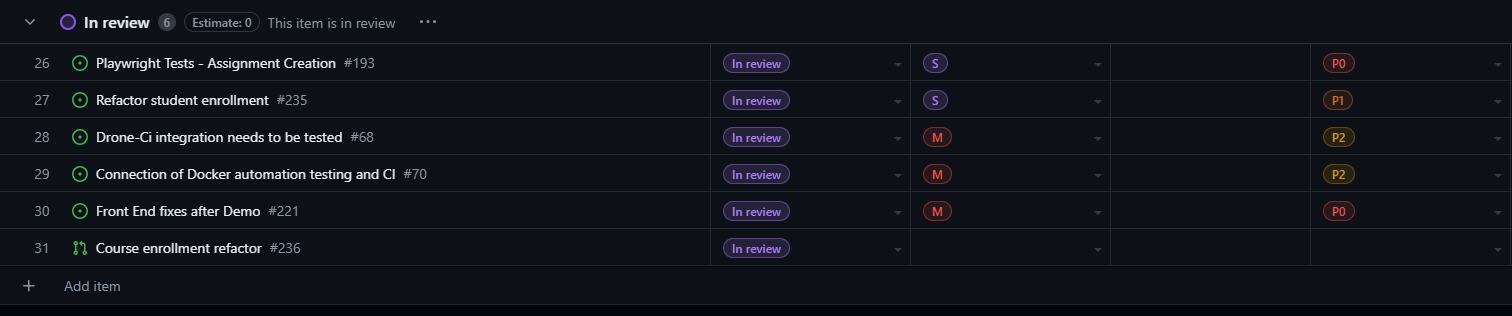 In review 6 Estimate: 0 This item is in review ...
26 Playwright Tests - Assignment Creation #193 In review S P0
27 Refactor student enrollment #235 In review S P1
28 Drone-Ci integration needs to be tested #68 In review M P2
29 Connection of Docker automation testing and CI #70 In review M P2
30 Front End fixes after Demo #221 In review M P0
31 Course enrollment refactor #236 In review
+ Add item